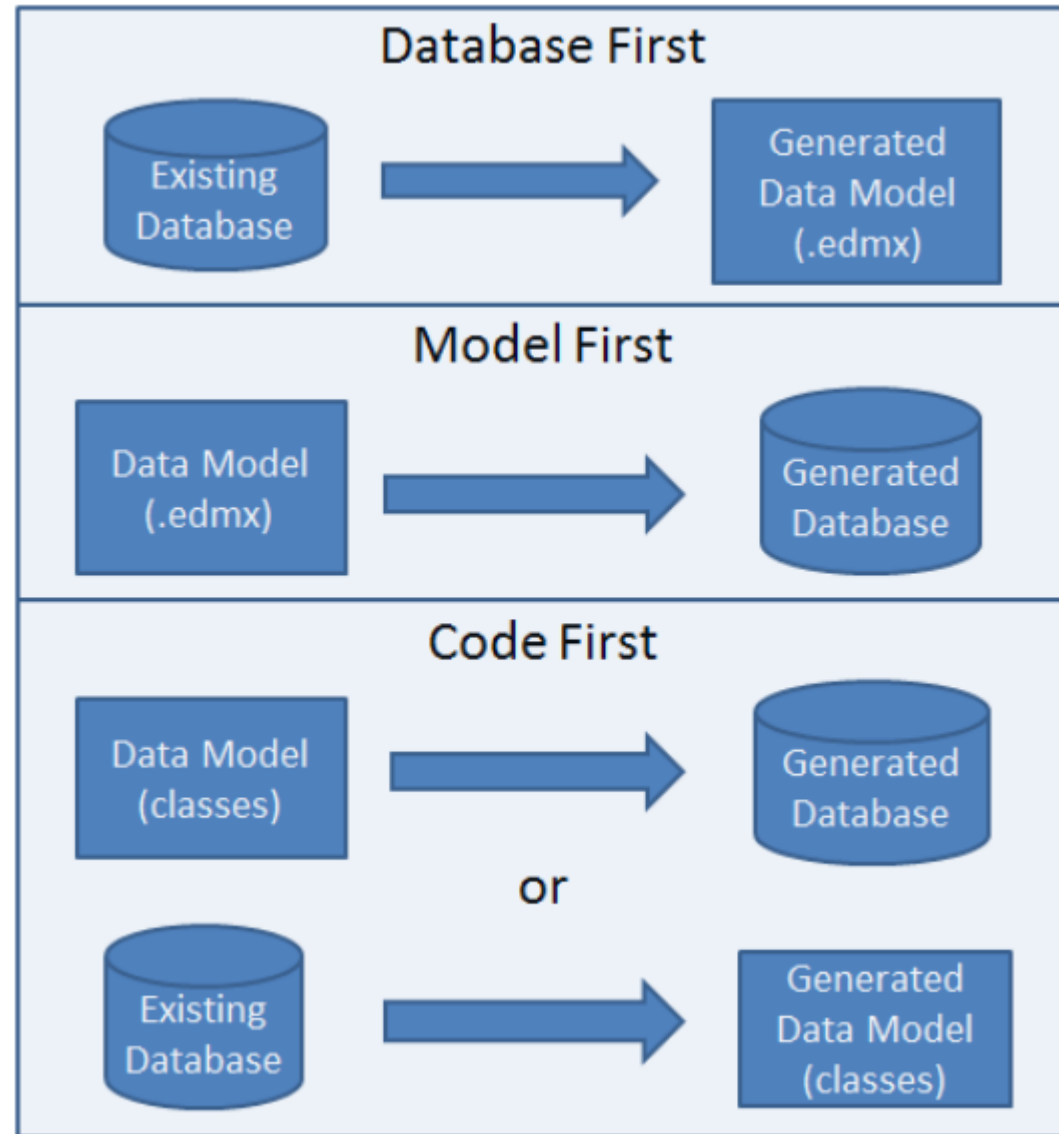 Database First
Existing
Database
Generated
Data Model
(.edmx)
Model First
Data Model
(.edmx)
Generated
Database
Code First
Data Model
(classes)
Generated
Database
or
Existing
Database
Generated
Data Model
(classes)